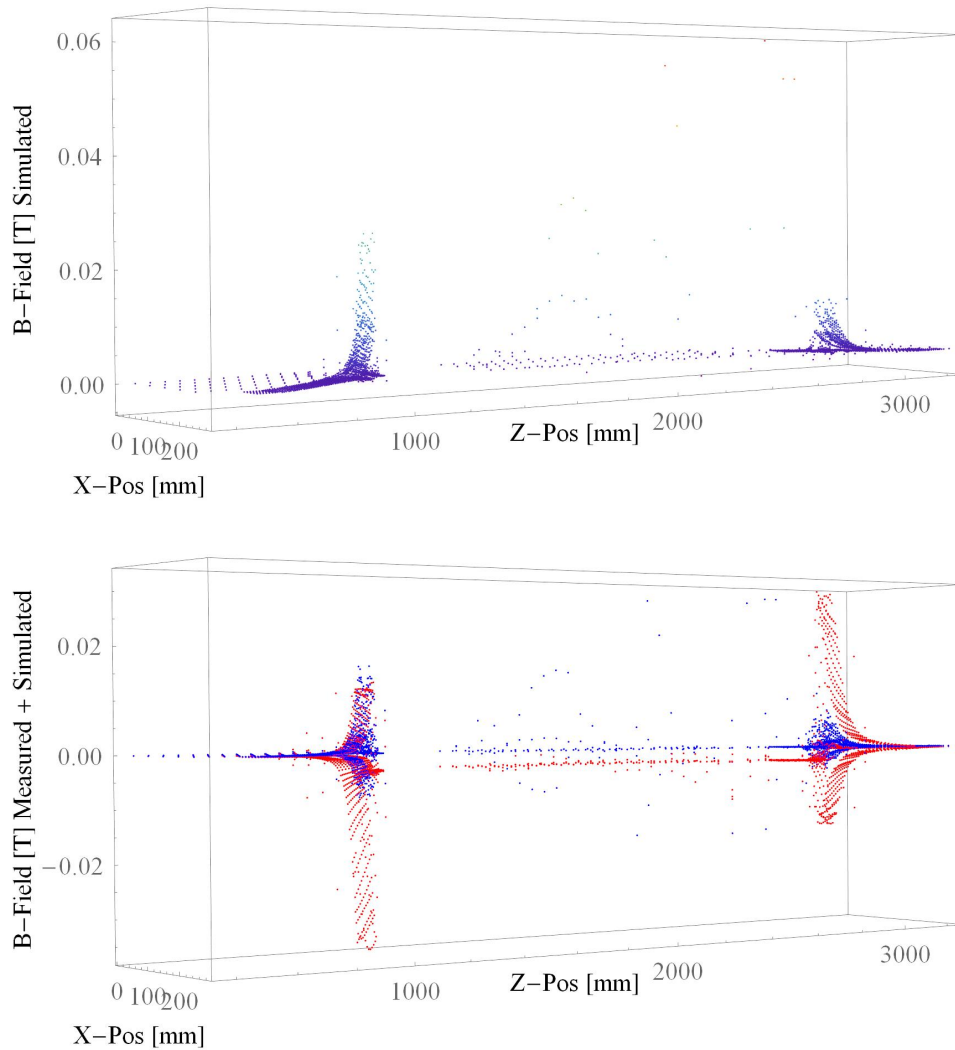 0.06
0.04
0.02
0.00
B−Field [T] Simulated
0 100 200
1000
2000
3000
Z−Pos [mm]
X−Pos [mm]
0.02
0.00
−0.02
B−Field [T] Measured + Simulated
0 100 200
1000
2000
3000
Z−Pos [mm]
X−Pos [mm]